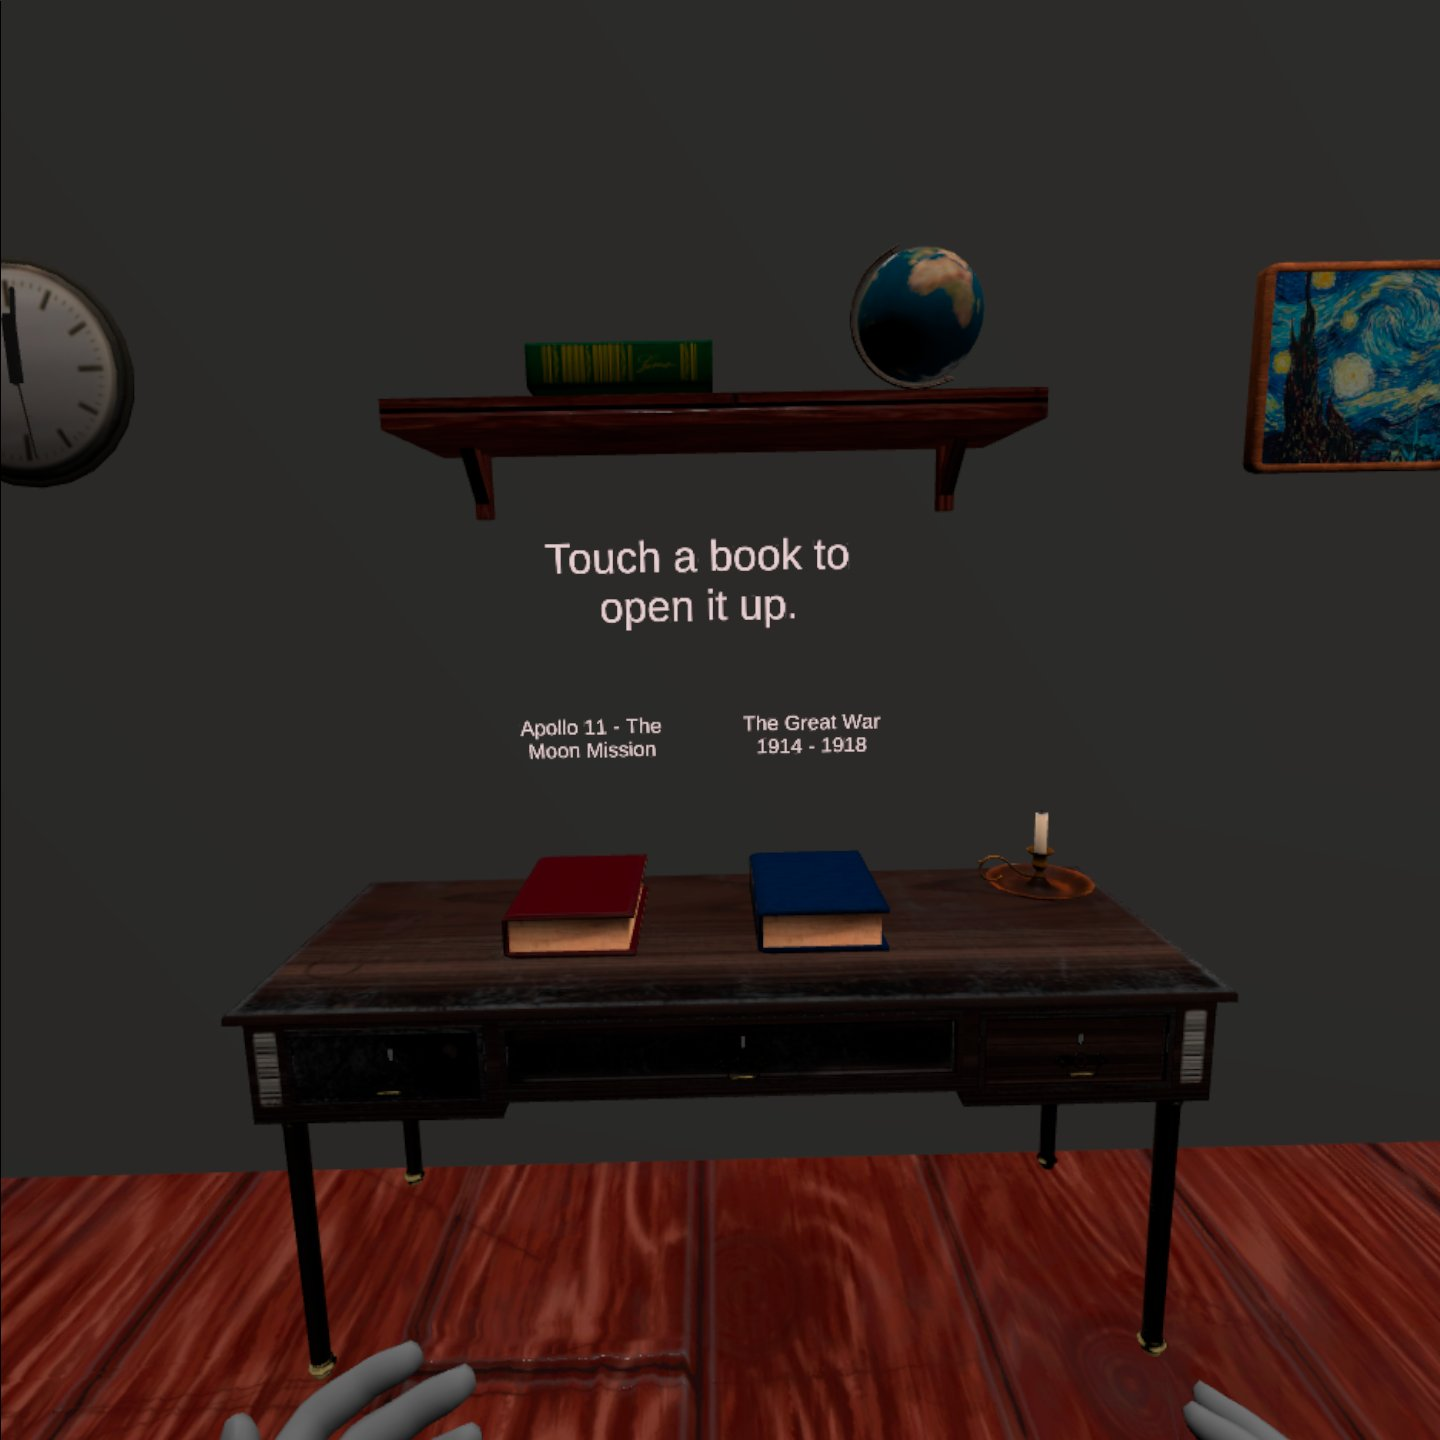 Touch a book to
open it up.
Apollo 11 - The
Moon Mission
The Great War
1914 - 1918